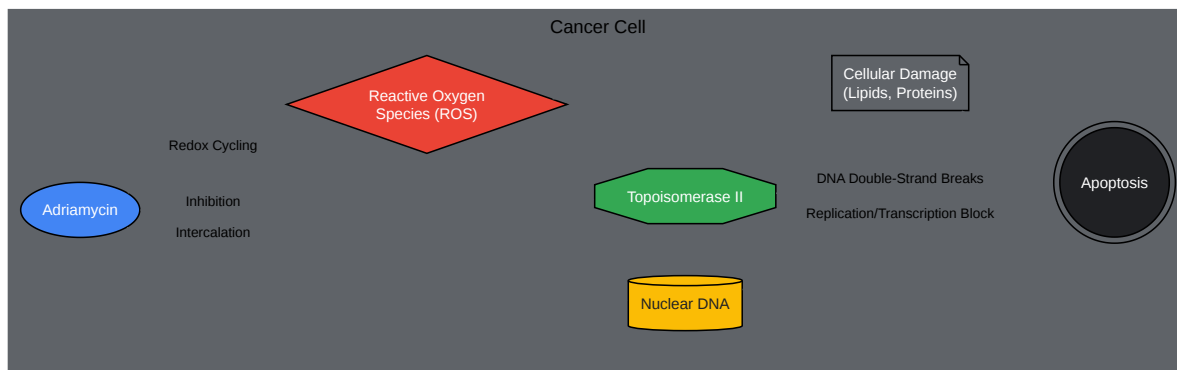 Cancer Cell
Reactive Oxygen
Species (ROS)
Cellular Damage
(Lipids, Proteins)
Redox Cycling
Adriamycin
Inhibition
Intercalation
Topoisomerase II
DNA Double-Strand Breaks
Replication/Transcription Block
Apoptosis
Nuclear DNA